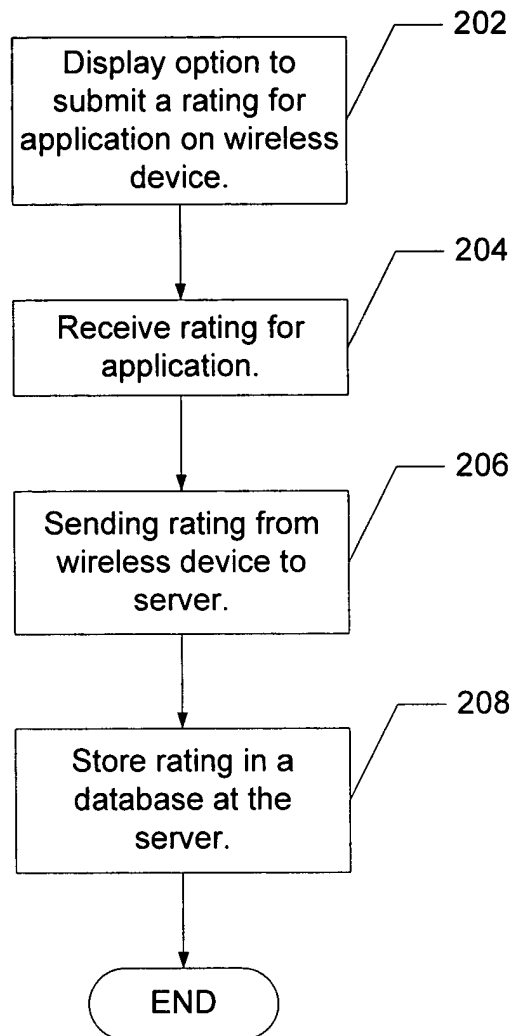 202
Display option to
submit a rating for
application on wireless
device.
204
Receive rating for
application.
206
Sending rating from
wireless device to
server.
208
Store rating in a
database at the
server.
END